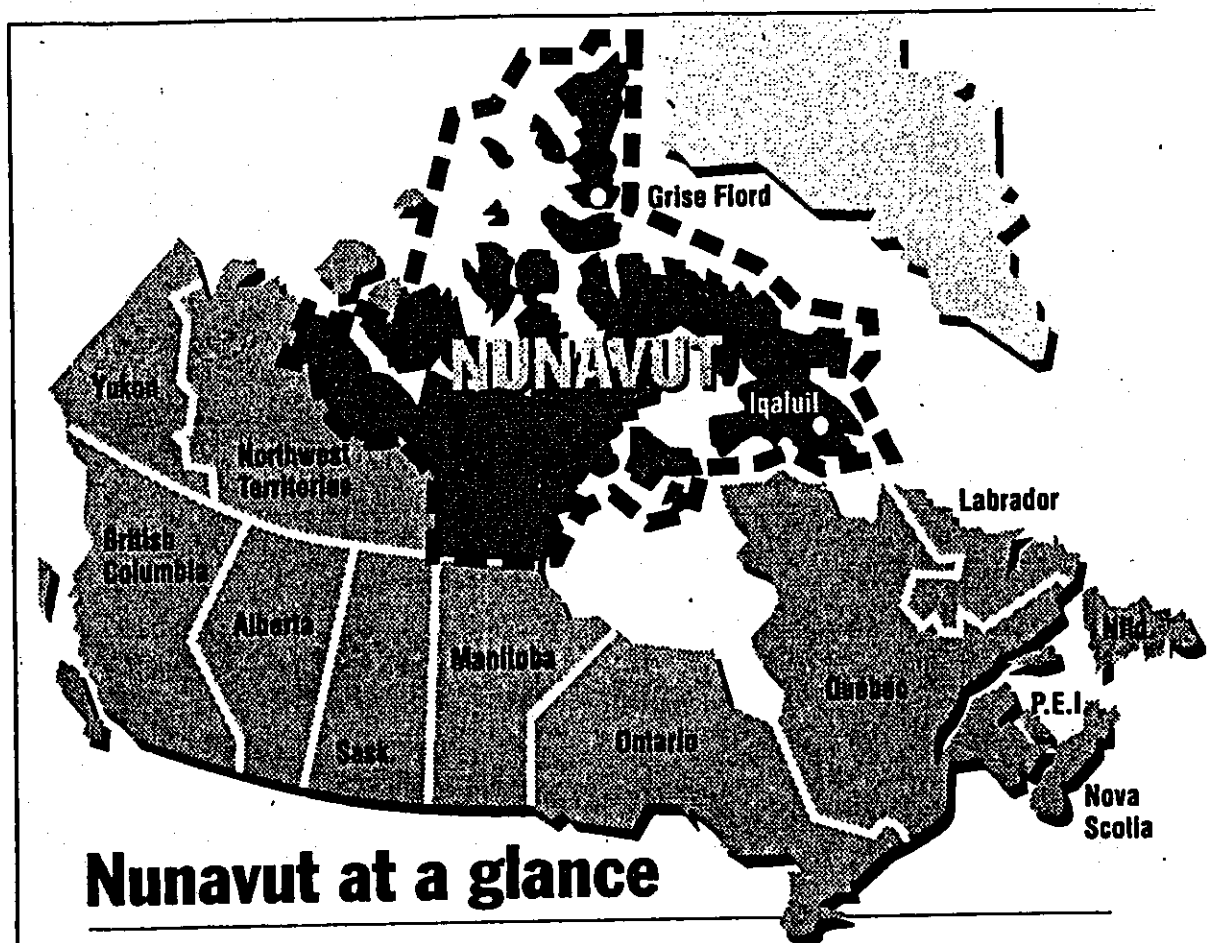 Grise Fiord
NUNAVUT
Iqaluit
Yukon
Northwest
Territories
Labrador
British
Columbia
Alberta
Manitoba
Nfld.
Quebec
P.E.I.
Ontario
Sask
Nova
Scotia
Nunavut at a glance